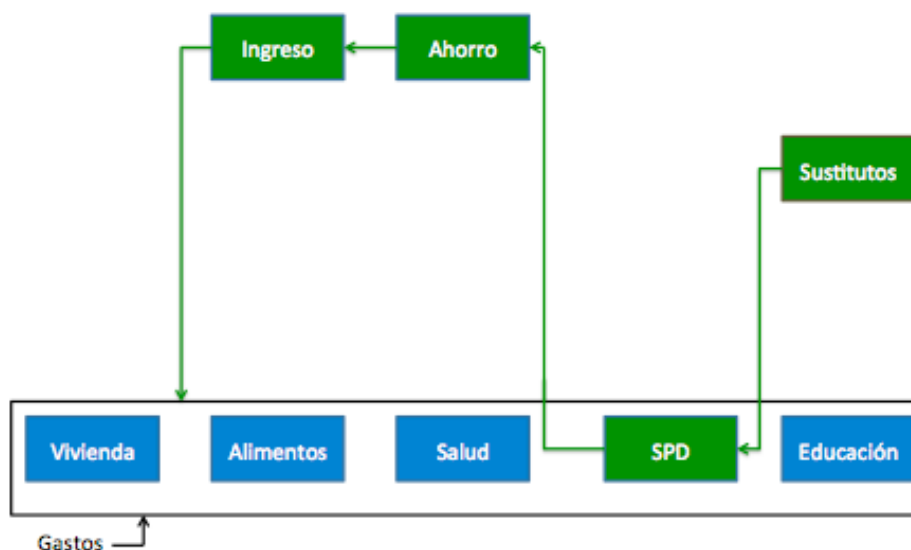 Ingreso
Ahorro
Sustitutos
Vivienda
Alimentos
Salud
SPD
Educación
Gastos